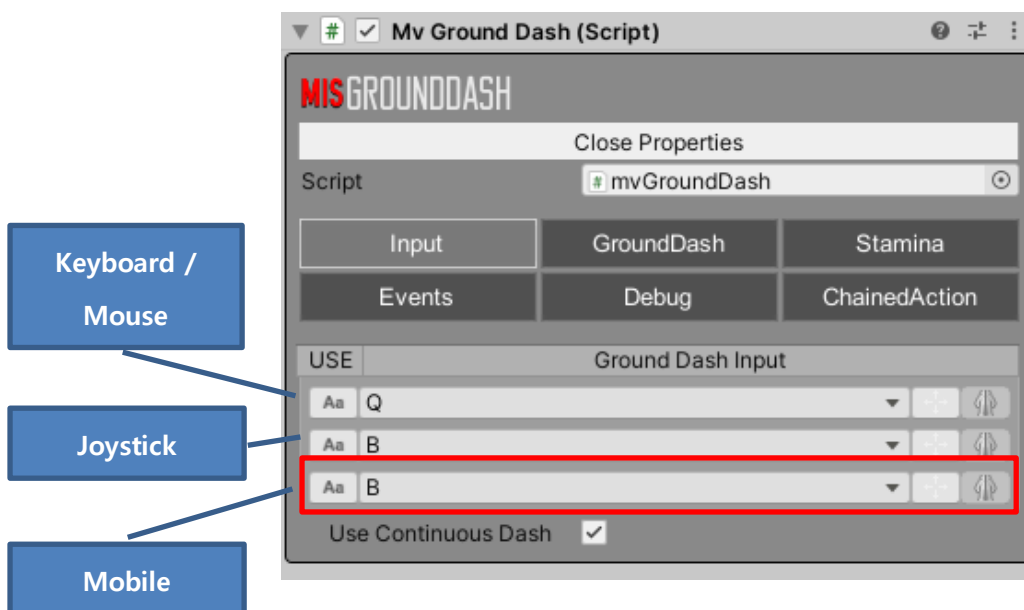 # Mv Ground Dash (Script)
MISGROUNDDASH
Close Properties
Script # mvGroundDash
Input GroundDash Stamina
Events Debug ChainedAction
Keyboard /
Mouse
USE Ground Dash Input
Aa Q
Joystick
Aa B
Aa B
Use Continuous Dash
Mobile